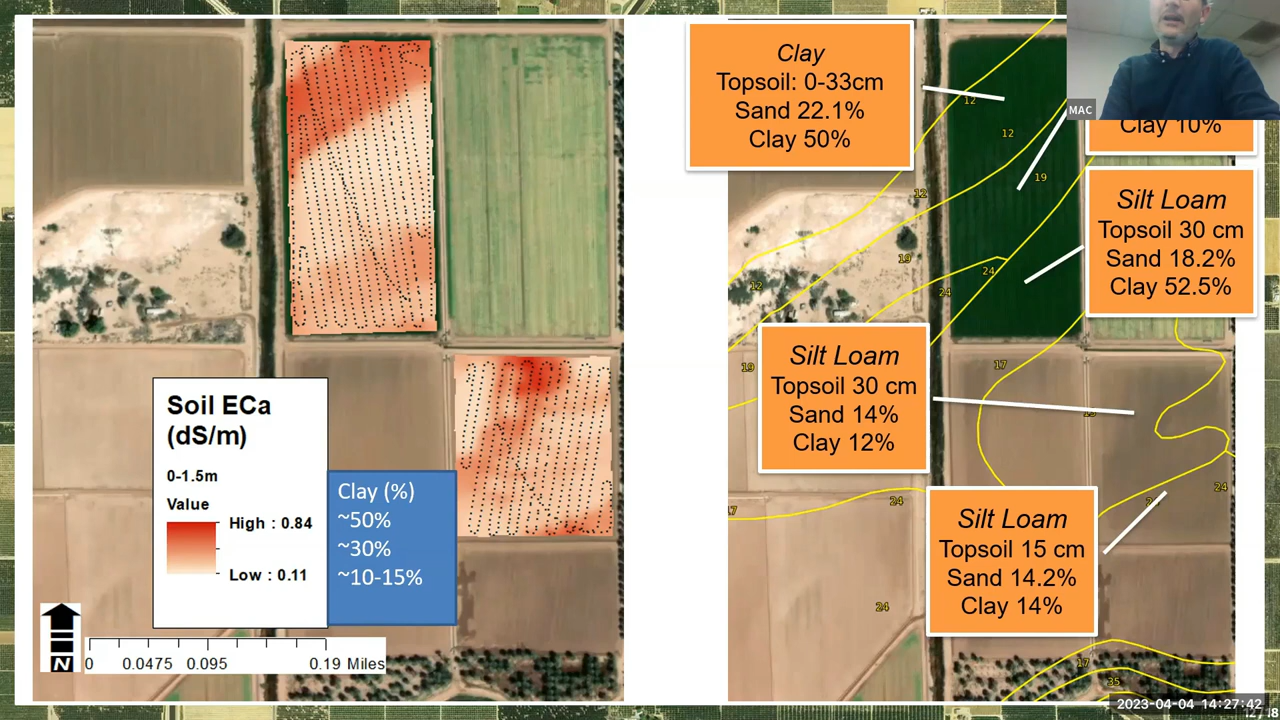 Soil ECa
(dS/m)
0-1.5m
Value
High : 0.84
Low : 0.11
Clay (%)
~50%
~30%
~10-15%
N
0 0.0475 0.095 0.19 Miles
Clay
Topsoil: 0-33cm
Sand 22.1%
Clay 50%
MAC
Clay 10%
Silt Loam
Topsoil 30 cm
Sand 18.2%
Clay 52.5%
Silt Loam
Topsoil 30 cm
Sand 14%
Clay 12%
Silt Loam
Topsoil 15 cm
Sand 14.2%
Clay 14%
12
12
19
12
19
24
12
24
19
17
24
24
17
24
17
35
2023-04-04 14:27:42